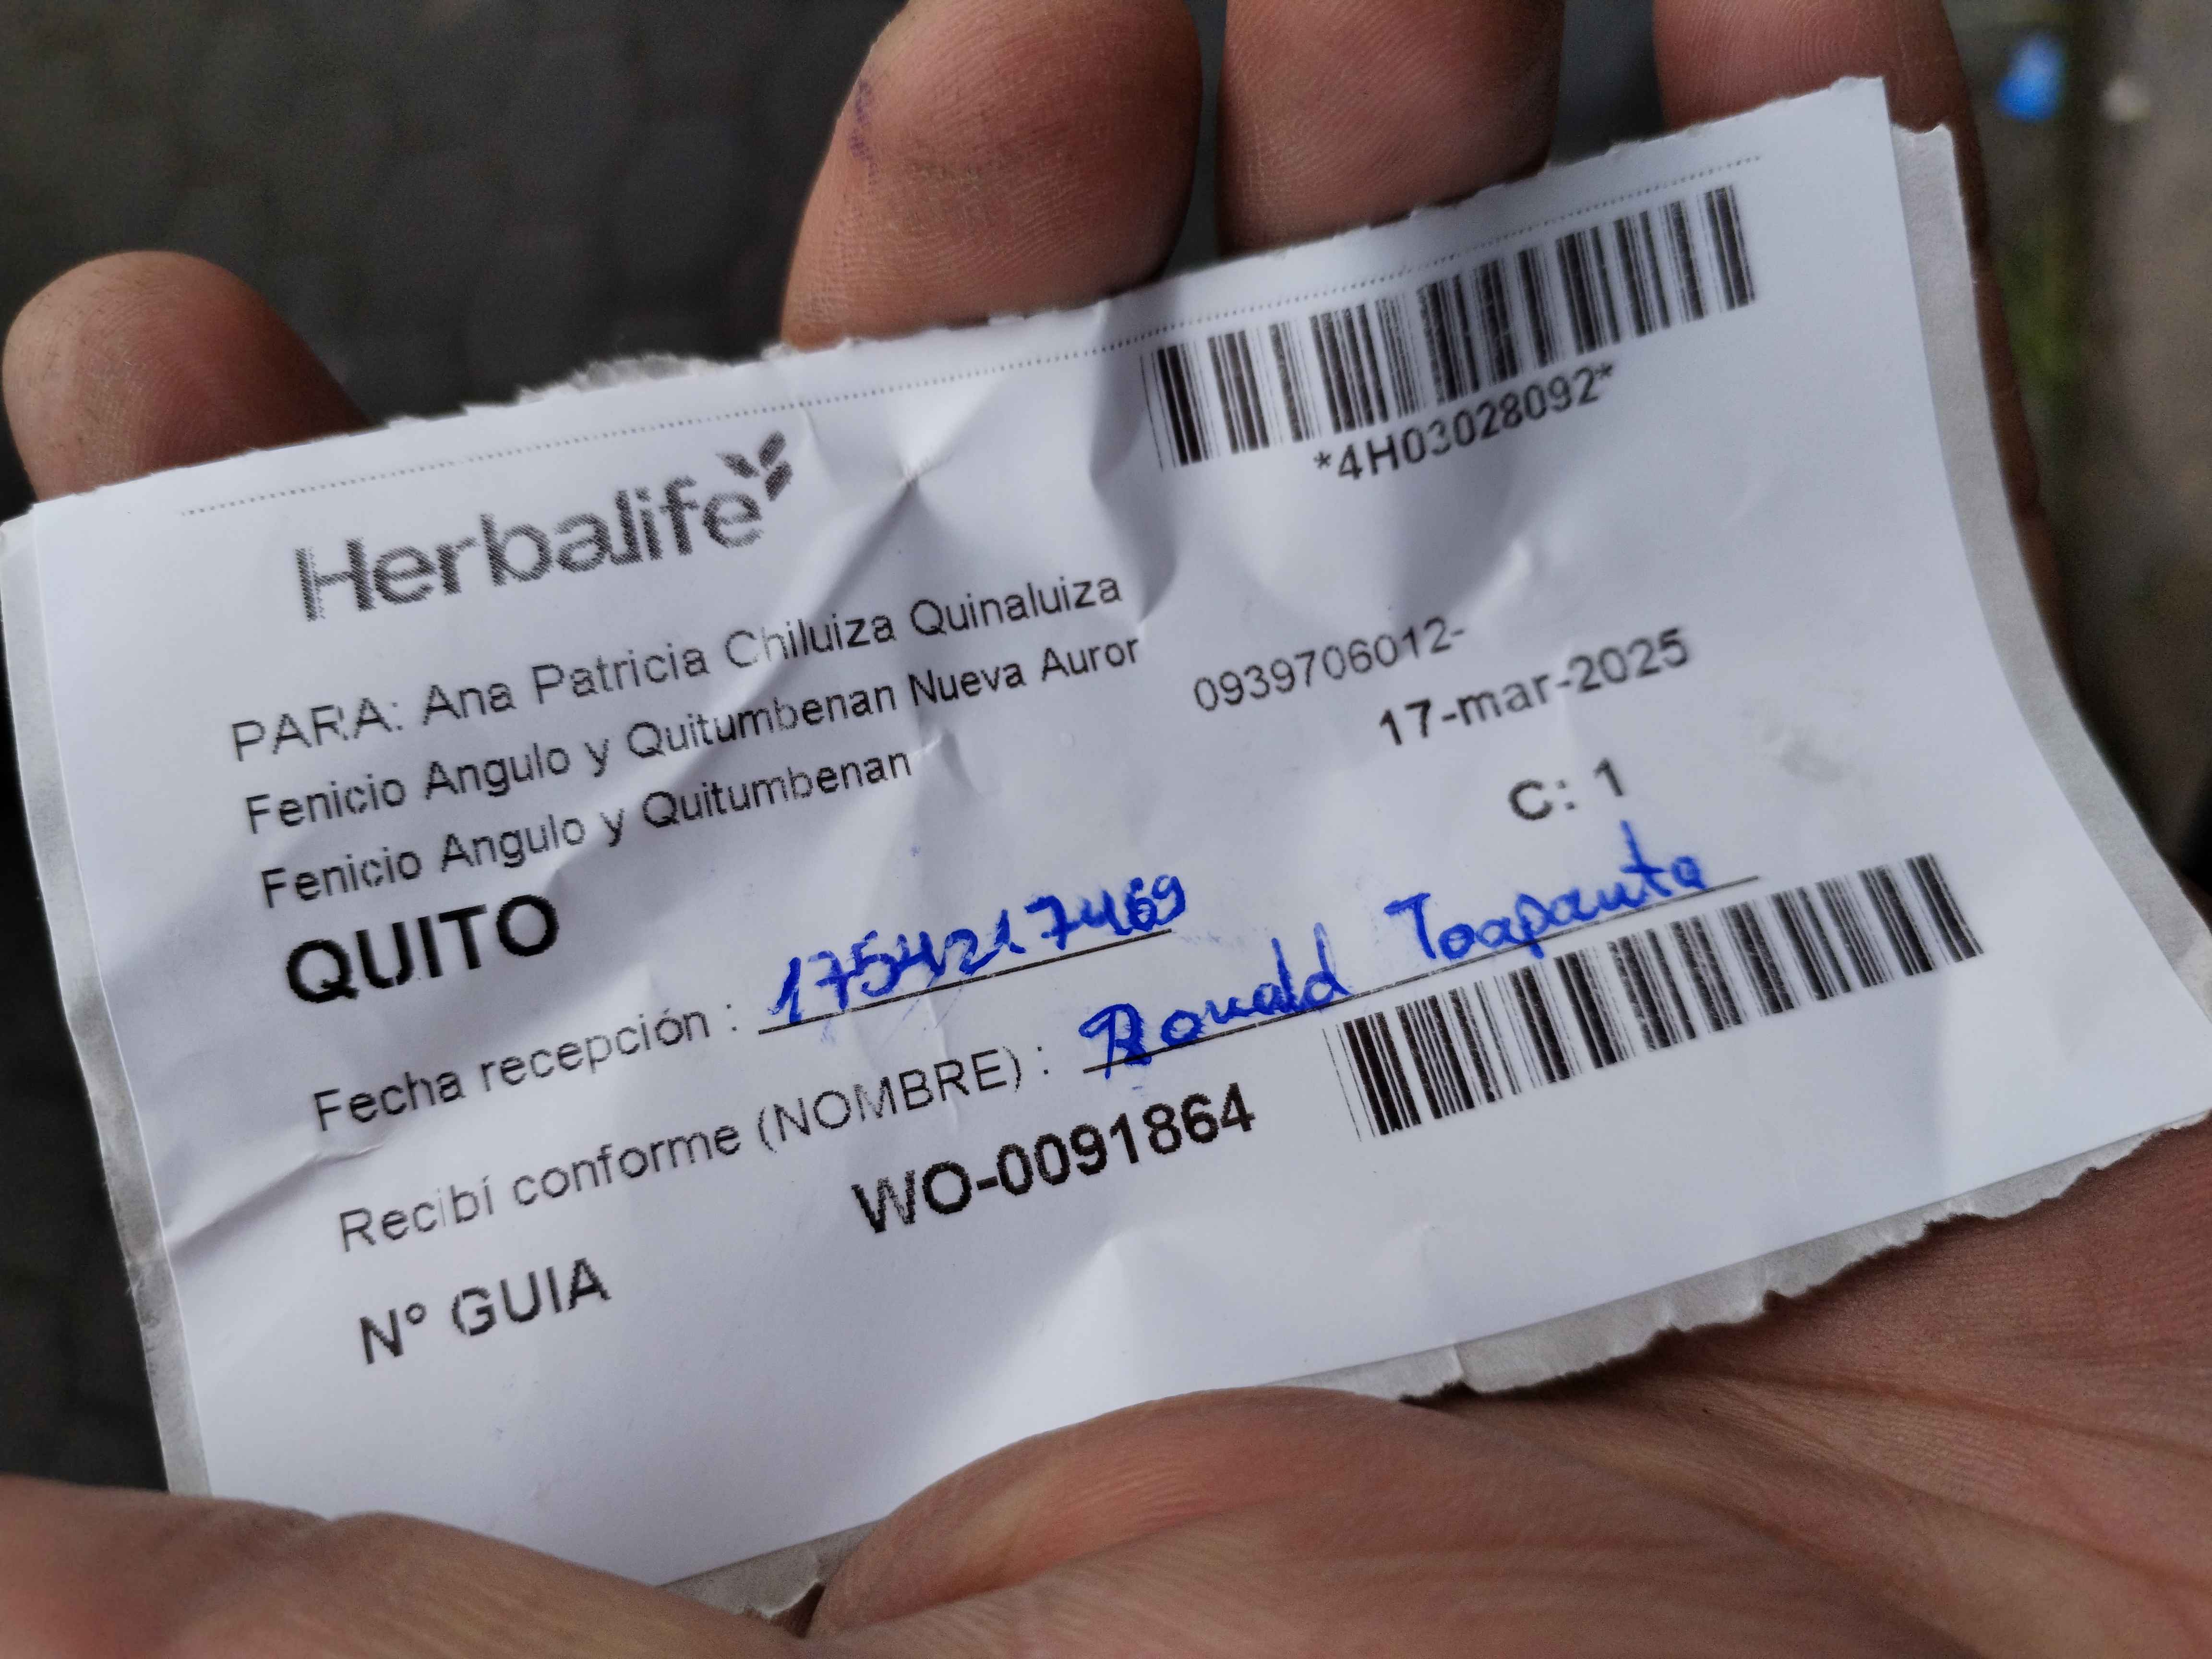 Herbalife
*4H03028092*
PARA: Ana Patricia Chiluiza Quinaluiza
Fenicio Angulo y Quitumbenan Nueva Auror 0939706012-
Fenicio Angulo y Quitumbenan 17-mar-2025
QUITO C: 1
Fecha recepción : 1754217469
Recibí conforme (NOMBRE) : Ronald Toapanta
N° GUIA WO-0091864